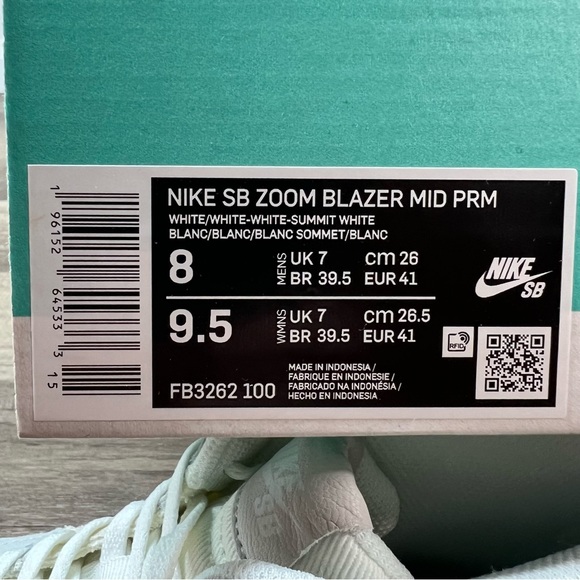 NIKE SB ZOOM BLAZER MID PRM
WHITE/WHITE-WHITE-SUMMIT WHITE
BLANC/BLANC/BLANC SOMMET/BLANC
8 MENS UK 7 cm 26
BR 39.5 EUR 41
9.5 WMNS UK 7 cm 26.5
BR 39.5 EUR 41
NIKE
SB
RFID
MADE IN INDONESIA /
FABRIQUE EN INDONESIE /
FABRICADO NA INDONÉSIA /
HECHO EN INDONESIA
FB3262 100
1 96152 64533 3 15
SB